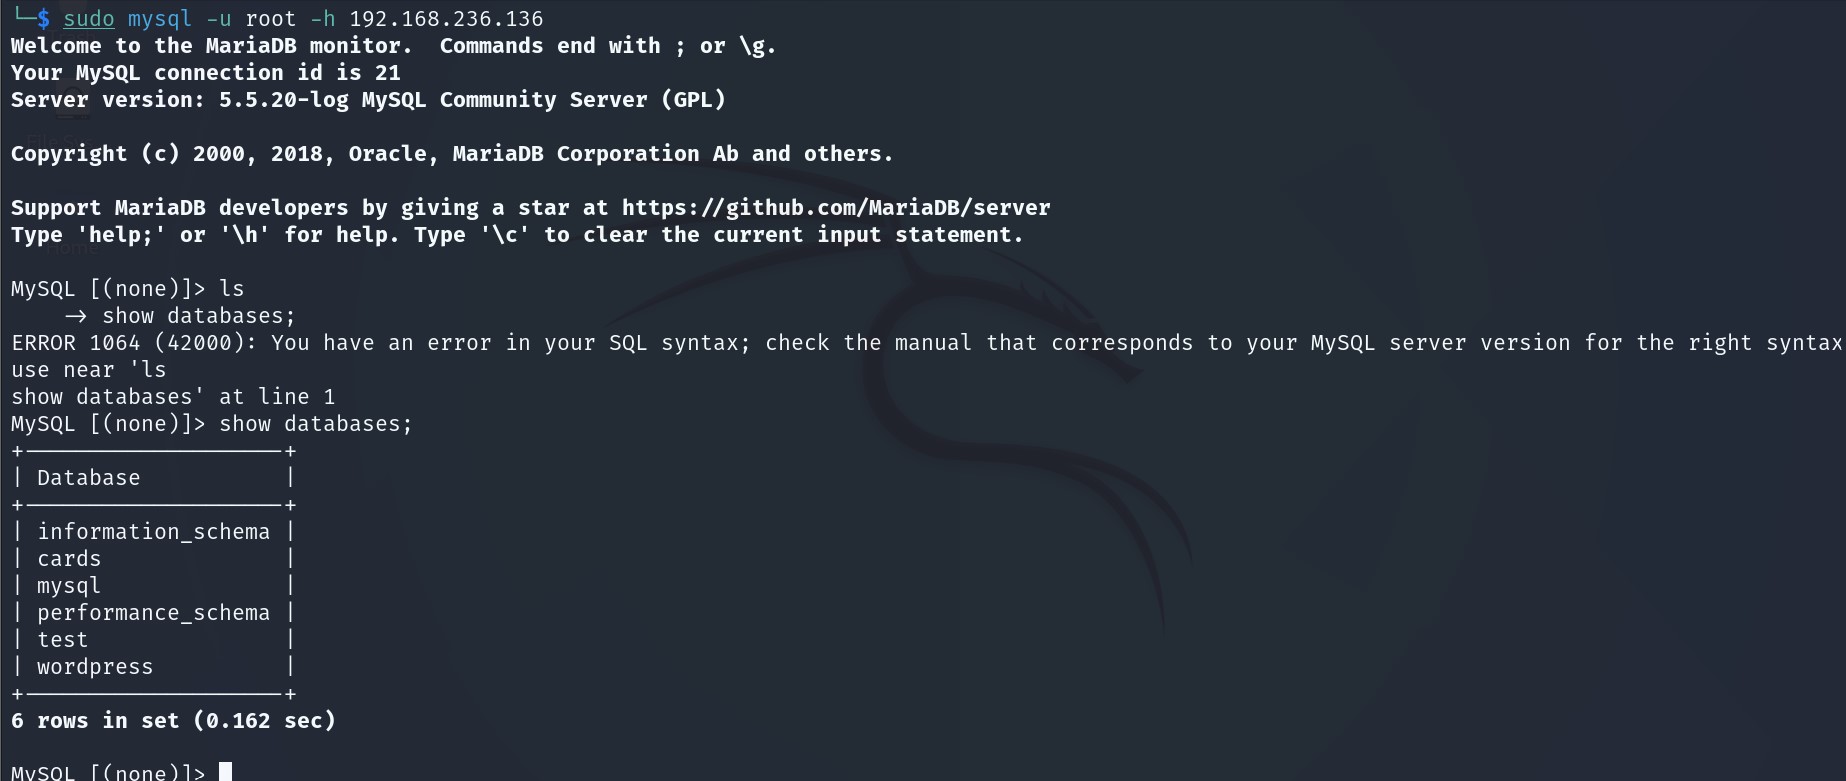 └─$ sudo mysql -u root -h 192.168.236.136
Welcome to the MariaDB monitor.  Commands end with ; or \g.
Your MySQL connection id is 21
Server version: 5.5.20-log MySQL Community Server (GPL)
Copyright (c) 2000, 2018, Oracle, MariaDB Corporation Ab and others.
Support MariaDB developers by giving a star at https://github.com/MariaDB/server
Type 'help;' or '\h' for help. Type '\c' to clear the current input statement.
MySQL [(none)]> ls
    → show databases;
ERROR 1064 (42000): You have an error in your SQL syntax; check the manual that corresponds to your MySQL server version for the right syntax
use near 'ls
show databases' at line 1
MySQL [(none)]> show databases;
+--------------------+
| Database           |
+--------------------+
| information_schema |
| cards              |
| mysql              |
| performance_schema |
| test               |
| wordpress          |
+--------------------+
6 rows in set (0.162 sec)
MySQL [(none)]>